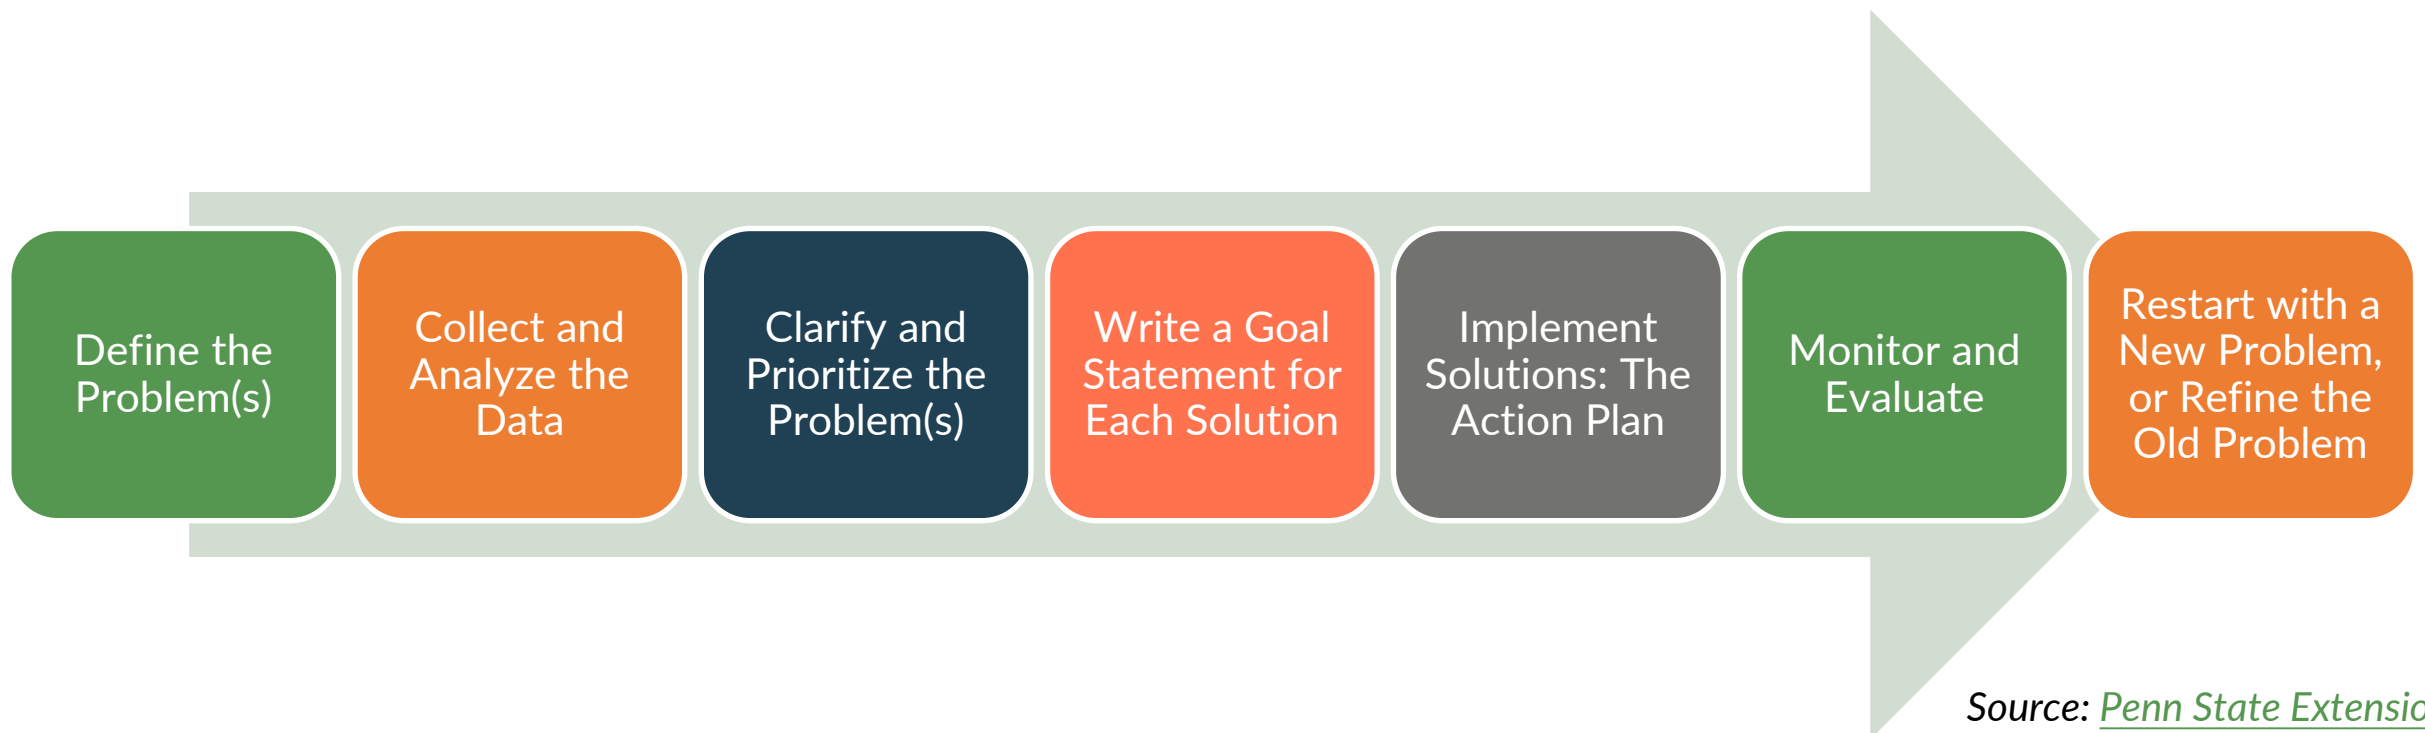 Define the
Problem(s)
Collect and
Analyze the
Data
Clarify and
Prioritize the
Problem(s)
Write a Goal
Statement for
Each Solution
Implement
Solutions: The
Action Plan
Monitor and
Evaluate
Restart with a
New Problem,
or Refine the
Old Problem
Source: Penn State Extensio